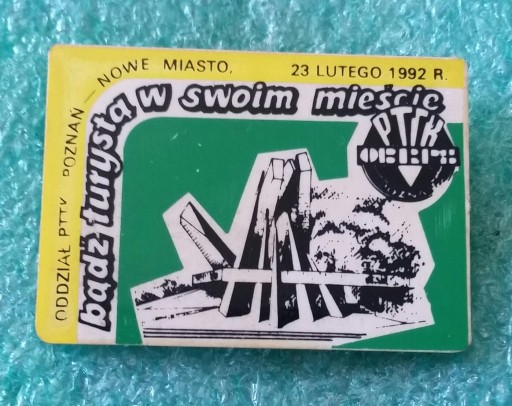 ODDZIAŁ PTTK POZNAŃ - NOWE MIASTO, 23 LUTEGO 1992 R.
bądź turystą w swoim mieście
PTTK